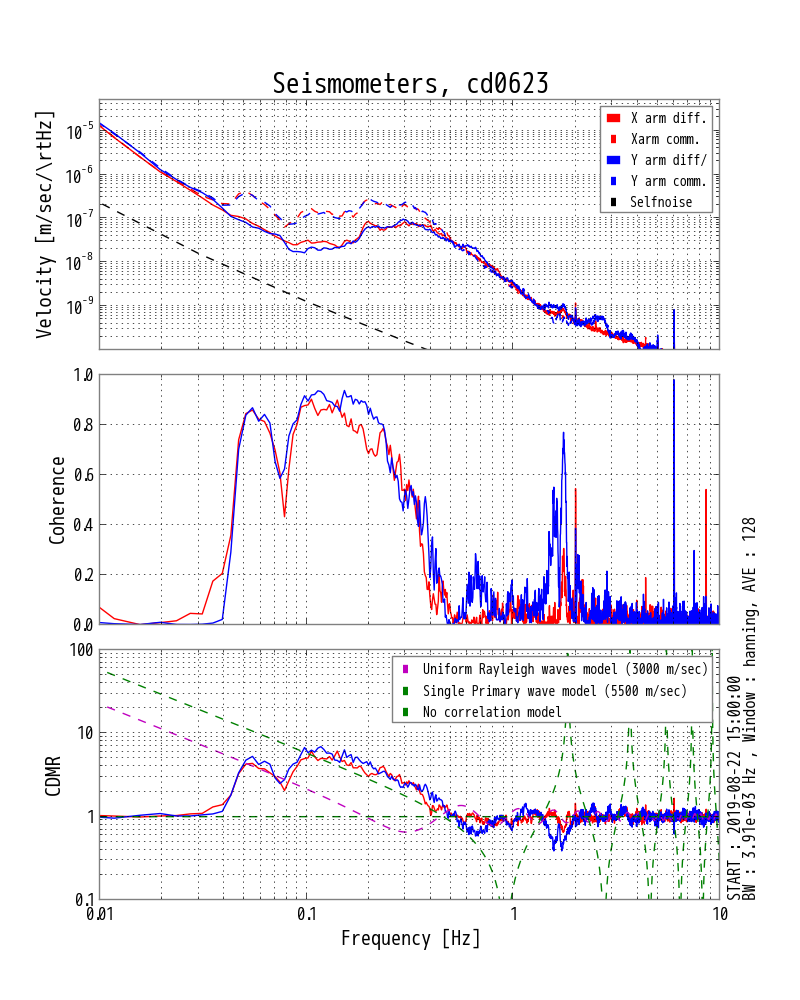 Seismometers, cd0623
Velocity [m/sec/\rtHz]
10^-5
10^-6
10^-7
10^-8
10^-9
X arm diff.
Xarm comm.
Y arm diff/
Y arm comm.
Selfnoise
Coherence
1.0
0.8
0.6
0.4
0.2
0.0
CDMR
100
10
1
0.1
Uniform Rayleigh waves model (3000 m/sec)
Single Primary wave model (5500 m/sec)
No correlation model
0.01
0.1
1
10
Frequency [Hz]
START : 2019-08-22 15:00:00
BW : 3.91e-03 Hz , Window : hanning, AVE : 128